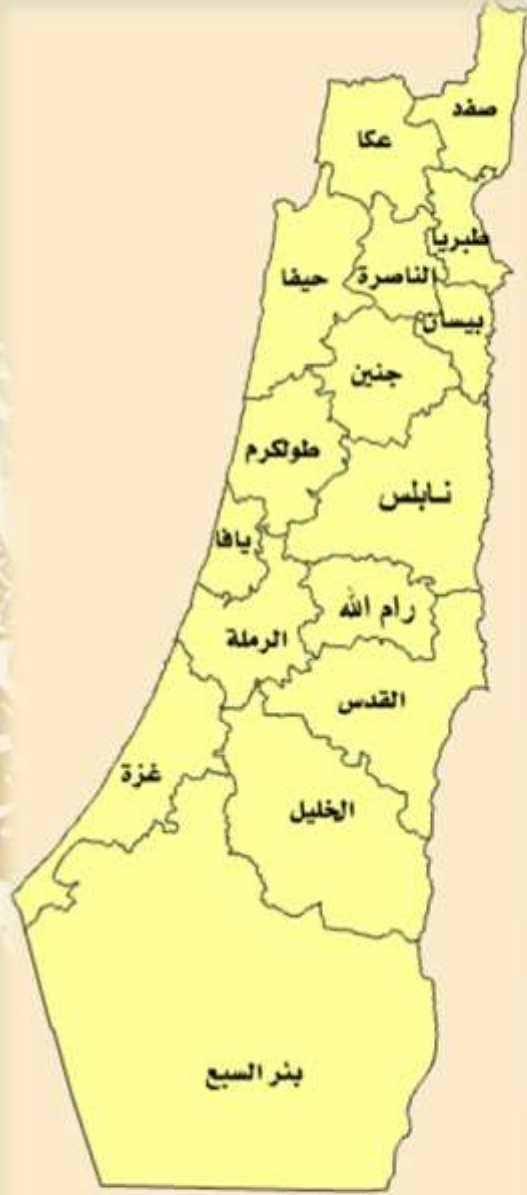 صفد
عكا
طبريا
الناصرة
حيفا
بيسان
جنين
طولكرم
نابلس
يافا
رام الله
الرملة
القدس
غزة
الخليل
بئر السبع